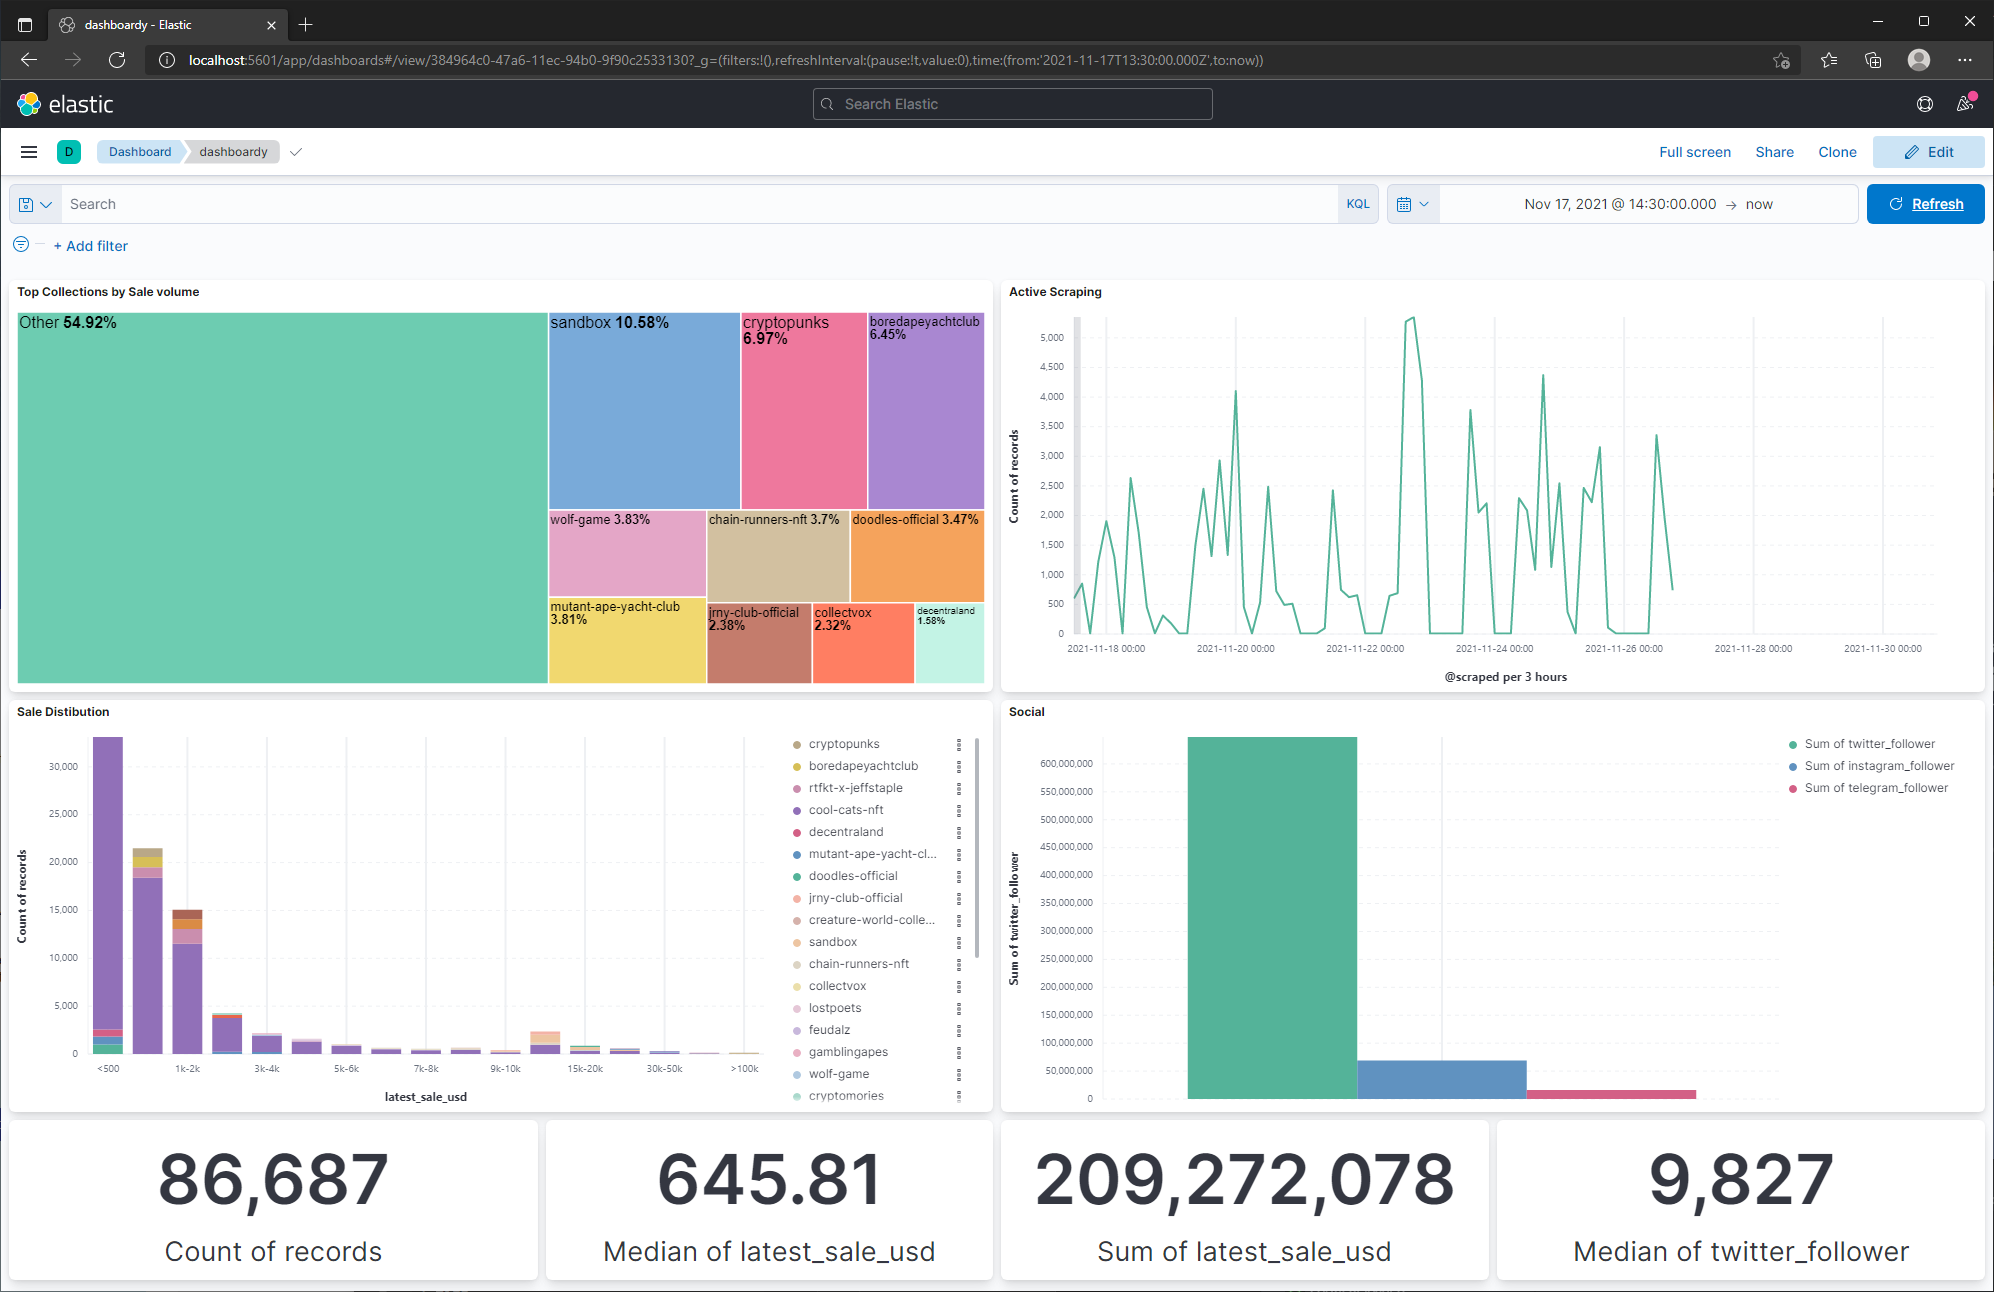 dashboardy - Elastic
localhost:5601/app/dashboards#/view/384964c0-47a6-11ec-94b0-9f90c2533130?_g=(filters:!(),refreshInterval:(pause:!t,value:0),time:(from:'2021-11-17T13:30:00.000Z',to:now))
elastic
Search Elastic
D
Dashboard
dashboardy
Full screen
Share
Clone
Edit
Search
KQL
Nov 17, 2021 @ 14:30:00.000 → now
Refresh
+ Add filter
Top Collections by Sale volume
Other 54.92%
sandbox 10.58%
cryptopunks
6.97%
boredapeyachtclub
6.45%
wolf-game 3.83%
chain-runners-nft 3.7%
doodles-official 3.47%
mutant-ape-yacht-club
3.81%
jrny-club-official
2.38%
collectvox
2.32%
decentraland
1.58%
Active Scraping
Count of records
5,000
4,500
4,000
3,500
3,000
2,500
2,000
1,500
1,000
500
0
2021-11-18 00:00
2021-11-20 00:00
2021-11-22 00:00
2021-11-24 00:00
2021-11-26 00:00
2021-11-28 00:00
2021-11-30 00:00
@scraped per 3 hours
Sale Distibution
Count of records
30,000
25,000
20,000
15,000
10,000
5,000
0
<500
1k-2k
3k-4k
5k-6k
7k-8k
9k-10k
15k-20k
30k-50k
>100k
latest_sale_usd
cryptopunks
boredapeyachtclub
rtfkt-x-jeffstaple
cool-cats-nft
decentraland
mutant-ape-yacht-cl...
doodles-official
jrny-club-official
creature-world-colle...
sandbox
chain-runners-nft
collectvox
lostpoets
feudalz
gamblingapes
wolf-game
cryptomories
Social
Sum of twitter_follower
600,000,000
550,000,000
500,000,000
450,000,000
400,000,000
350,000,000
300,000,000
250,000,000
200,000,000
150,000,000
100,000,000
50,000,000
0
Sum of twitter_follower
Sum of instagram_follower
Sum of telegram_follower
86,687
Count of records
645.81
Median of latest_sale_usd
209,272,078
Sum of latest_sale_usd
9,827
Median of twitter_follower